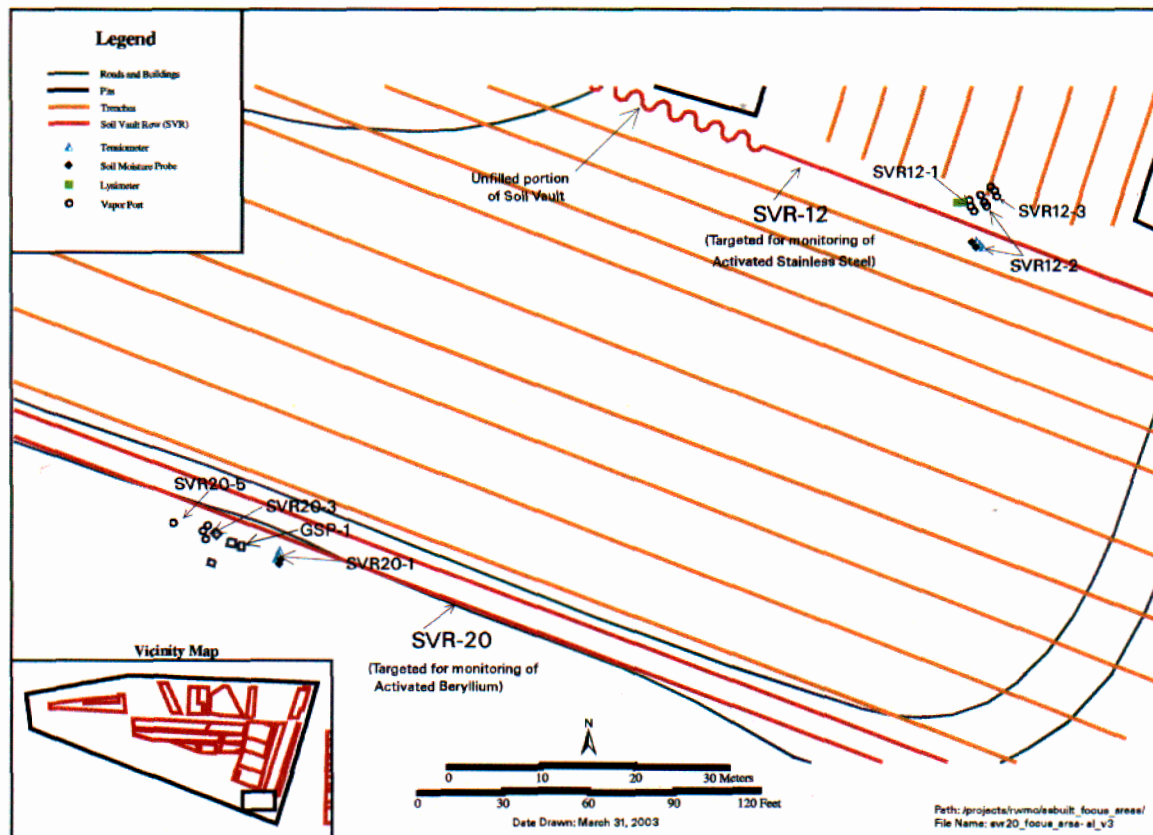 Legend
Roads and Buildings
Pits
Trenches
Soil Vault Row (SVR)
Tensiometer
Soil Moisture Probe
Lysimeter
Vapor Port
Unfilled portion
of Soil Vault
SVR-12
(Targeted for monitoring of
Activated Stainless Steel)
SVR12-1
SVR12-3
SVR12-2
SVR20-5
SVR20-3
GSP-1
SVR20-1
SVR-20
(Targeted for monitoring of
Activated Beryllium)
Vicinity Map
N
0 10 20 30 Meters
0 30 60 90 120 Feet
Date Drawn: March 31, 2003
Path: /projects/rwmc/asbuilt_focus_areas/
File Name: svr20_focus_area-al_v3